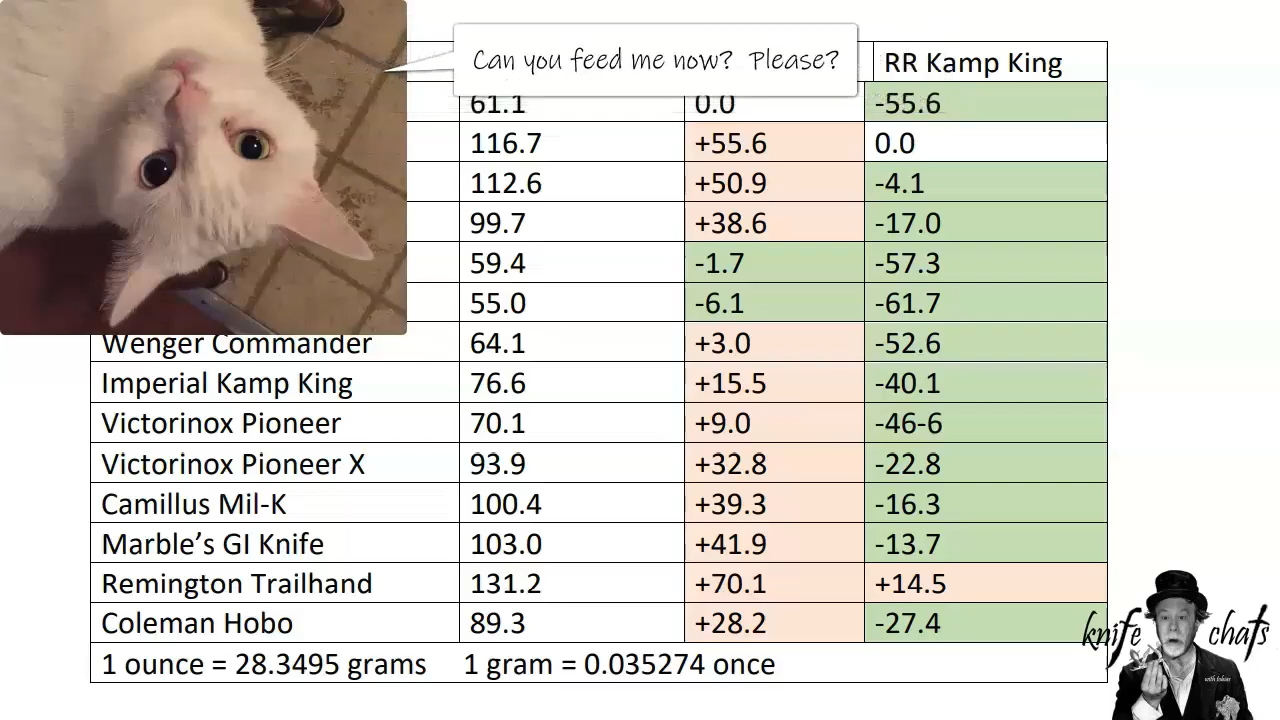 Can you feed me now? Please?
RR Kamp King
61.1 0.0 -55.6
116.7 +55.6 0.0
112.6 +50.9 -4.1
99.7 +38.6 -17.0
59.4 -1.7 -57.3
55.0 -6.1 -61.7
Wenger Commander 64.1 +3.0 -52.6
Imperial Kamp King 76.6 +15.5 -40.1
Victorinox Pioneer 70.1 +9.0 -46-6
Victorinox Pioneer X 93.9 +32.8 -22.8
Camillus Mil-K 100.4 +39.3 -16.3
Marble’s GI Knife 103.0 +41.9 -13.7
Remington Trailhand 131.2 +70.1 +14.5
Coleman Hobo 89.3 +28.2 -27.4
1 ounce = 28.3495 grams 1 gram = 0.035274 once
knife chats
with tobias